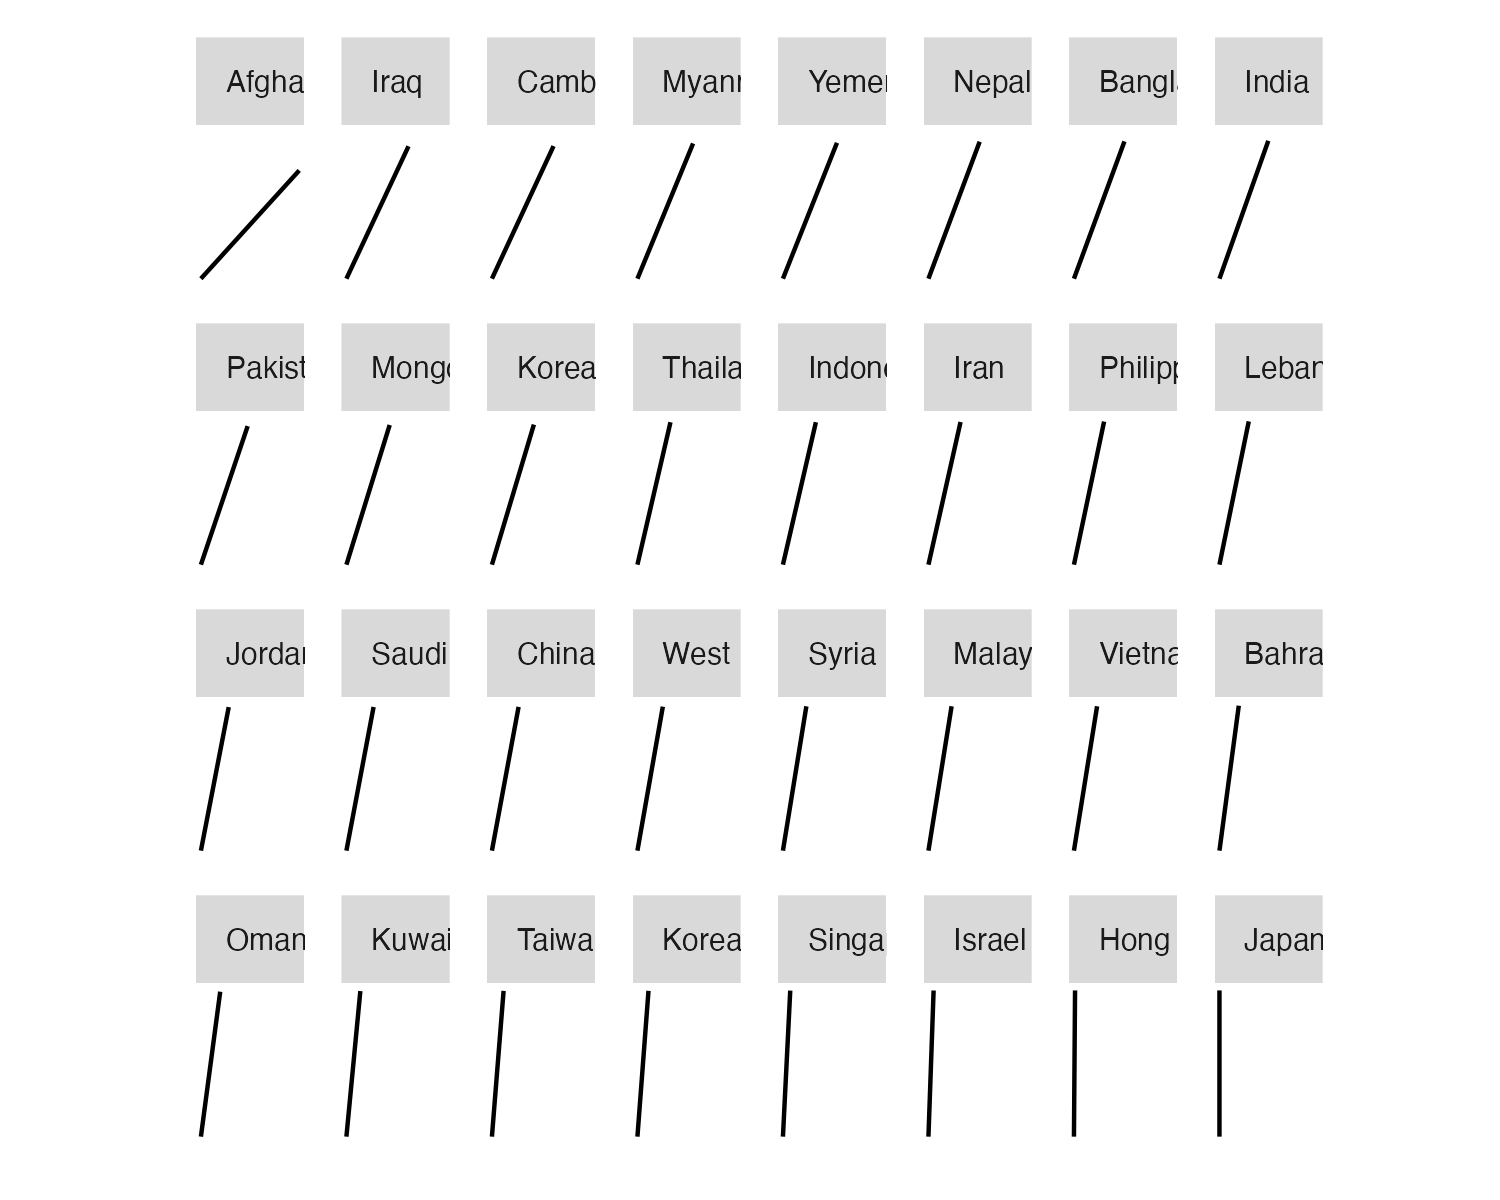 Afgha Iraq Camb Myanr Yemer Nepal Bangla India
Pakist Mongo Korea Thaila Indone Iran Philipp Leban
Jordan Saudi China West Syria Malay Vietna Bahra
Oman Kuwai Taiwa Korea Singa Israel Hong Japan